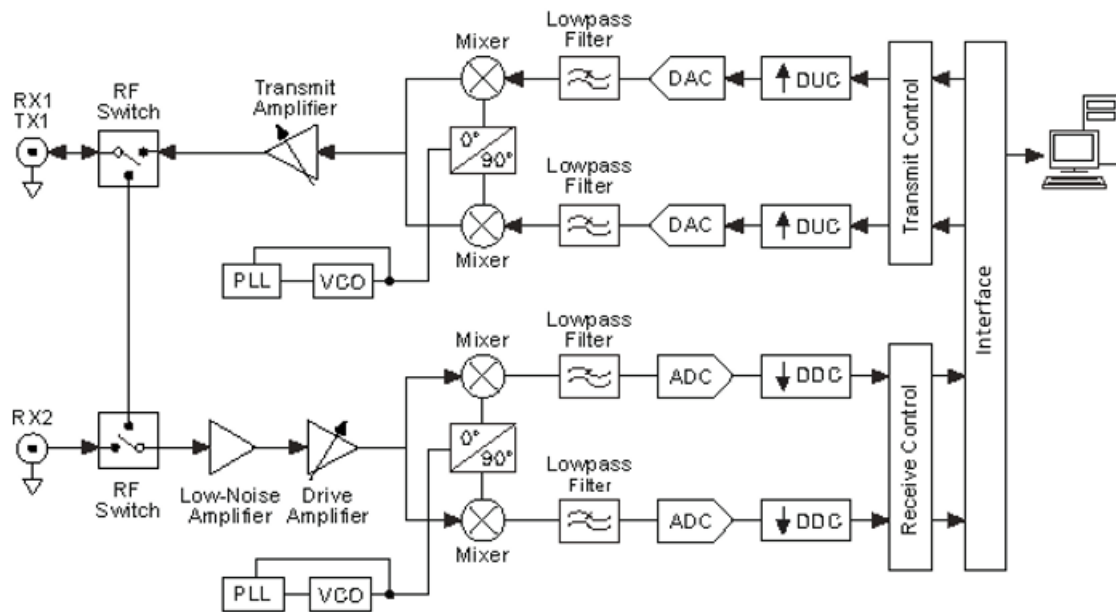 Lowpass
Filter
Mixer
DAC
DUC
Transmit
Amplifier
RF
Switch
RX1
TX1
0°
90°
Lowpass
Filter
DAC
DUC
Mixer
PLL
VCO
Transmit Control
Interface
Lowpass
Filter
Mixer
ADC
DDC
RX2
0°
90°
RF
Switch
Low-Noise
Amplifier
Drive
Amplifier
Lowpass
Filter
ADC
DDC
Mixer
PLL
VCO
Receive Control